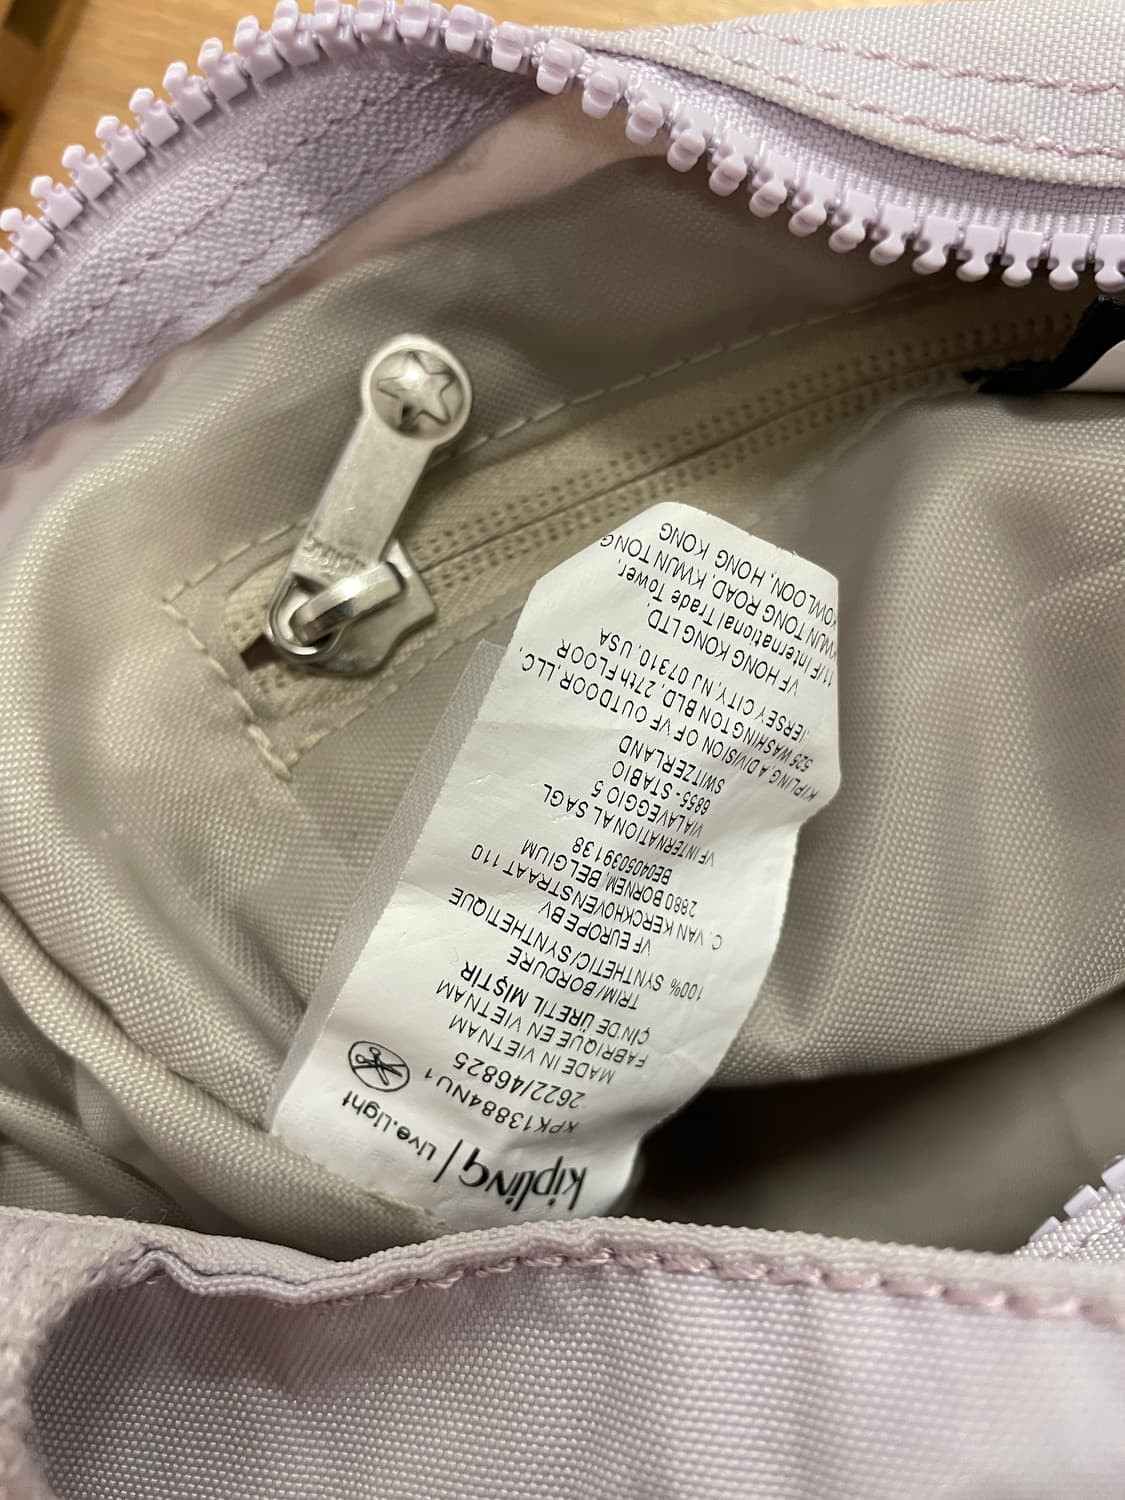 kipling | Live.Light
KPK13884NU1
2622/46825
MADE IN VIETNAM
FABRIQUE EN VIETNAM
ÇİN DE ÜRETİL MİŞTİR
TRIM/BORDURE
100% SYNTHETIC/SYNTHETIQUE
VF EUROPE BV
C. VAN KERCKHOVENSTRAAT 110
2880 BORNEM, BELGIUM
BE0405039138
VF INTERNATIONAL SAGL
VIA LAVEGGIO 5
6855 - STABIO
SWITZERLAND
KIPLING, A DIVISION OF VF OUTDOOR, LLC,
525 WASHINGTON BLD, 27th FLOOR
JERSEY CITY, NJ 07310, USA
VF HONG KONG LTD,
11/F International Trade Tower,
KWUN TONG ROAD, KWUN TONG
KOWLOON, HONG KONG